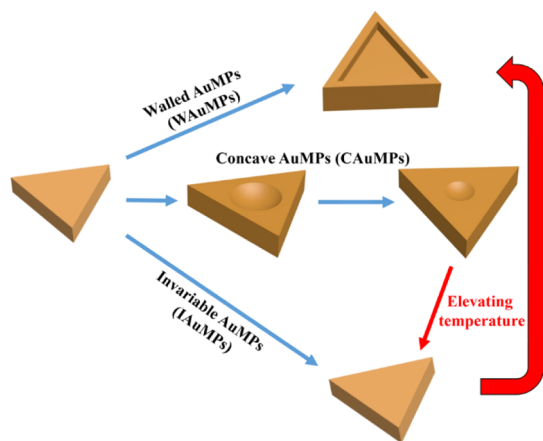 Walled AuMPs
(WAuMPs)
Concave AuMPs (CAuMPs)
Invariable AuMPs
(IAuMPs)
Elevating
temperature